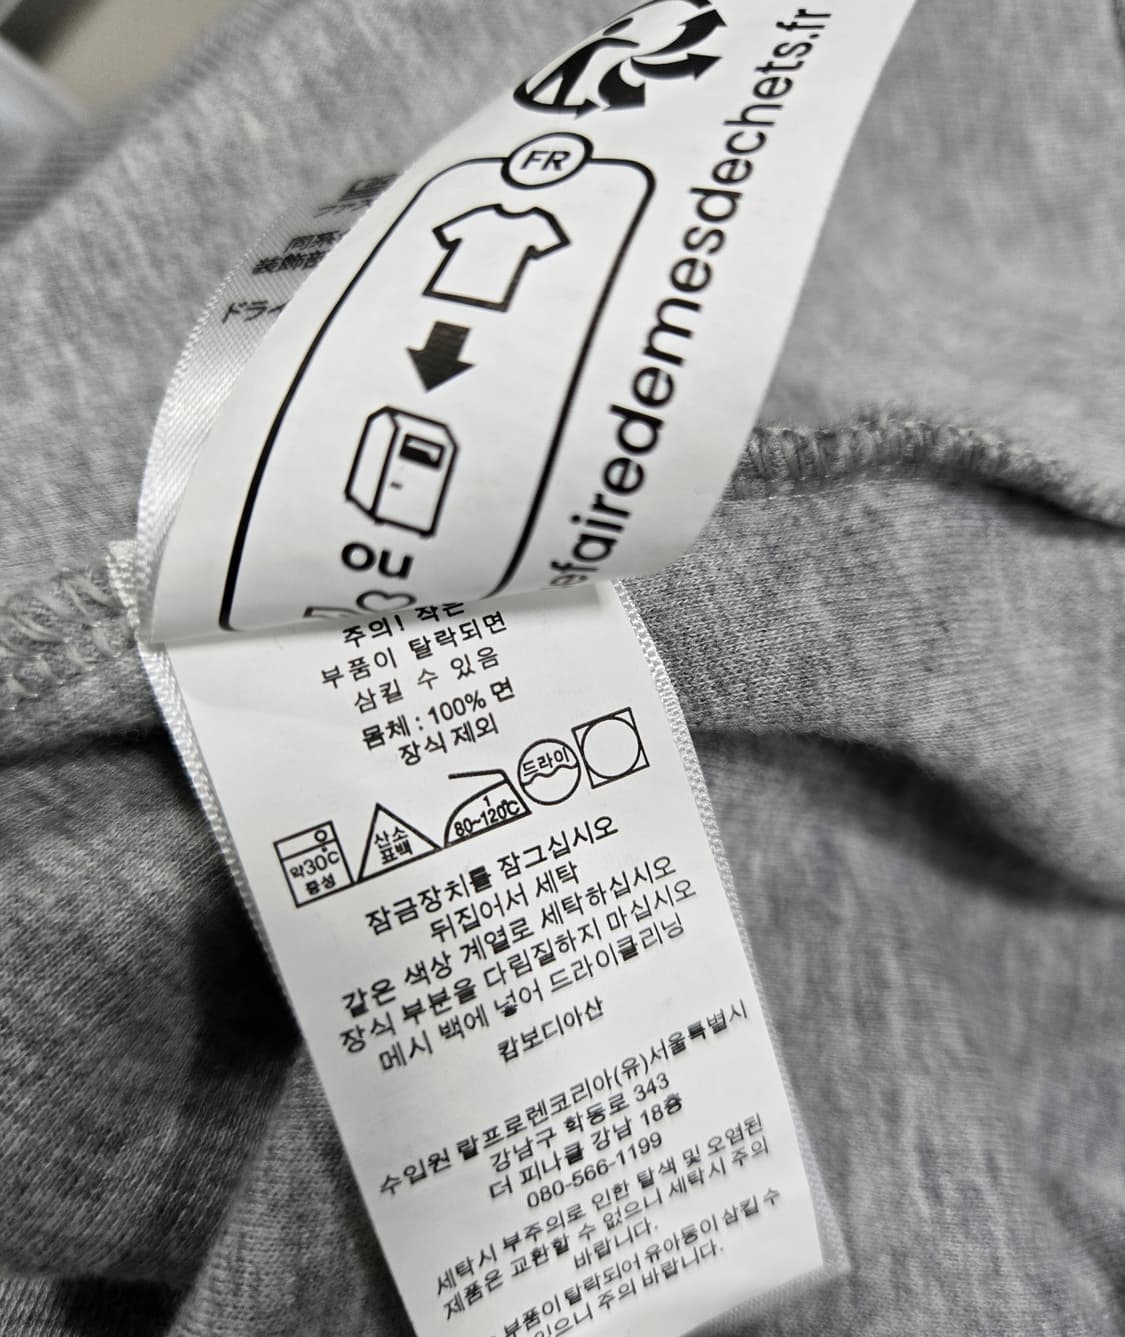 FR
efairedemesdechets.fr
ドライ
주의! 작은
부품이 탈락되면
삼킬 수 있음
몸체 : 100% 면
장식 제외
약30°C
중성
산소
표백
1
80~120°C
드라이
잠금장치를 잠그십시오
뒤집어서 세탁
같은 색상 계열로 세탁하십시오
장식 부분을 다림질하지 마십시오
메시 백에 넣어 드라이클리닝
캄보디아산
수입원 랄프로렌코리아(유)서울특별시
강남구 학동로 343
더 피나클 강남 18층
080-566-1199
세탁시 부주의로 인한 탈색 및 오염된
제품은 교환할 수 없으니 세탁시 주의
바랍니다.
부품이 탈락되어 유아동이 삼킬 수
있으니 주의 바랍니다.